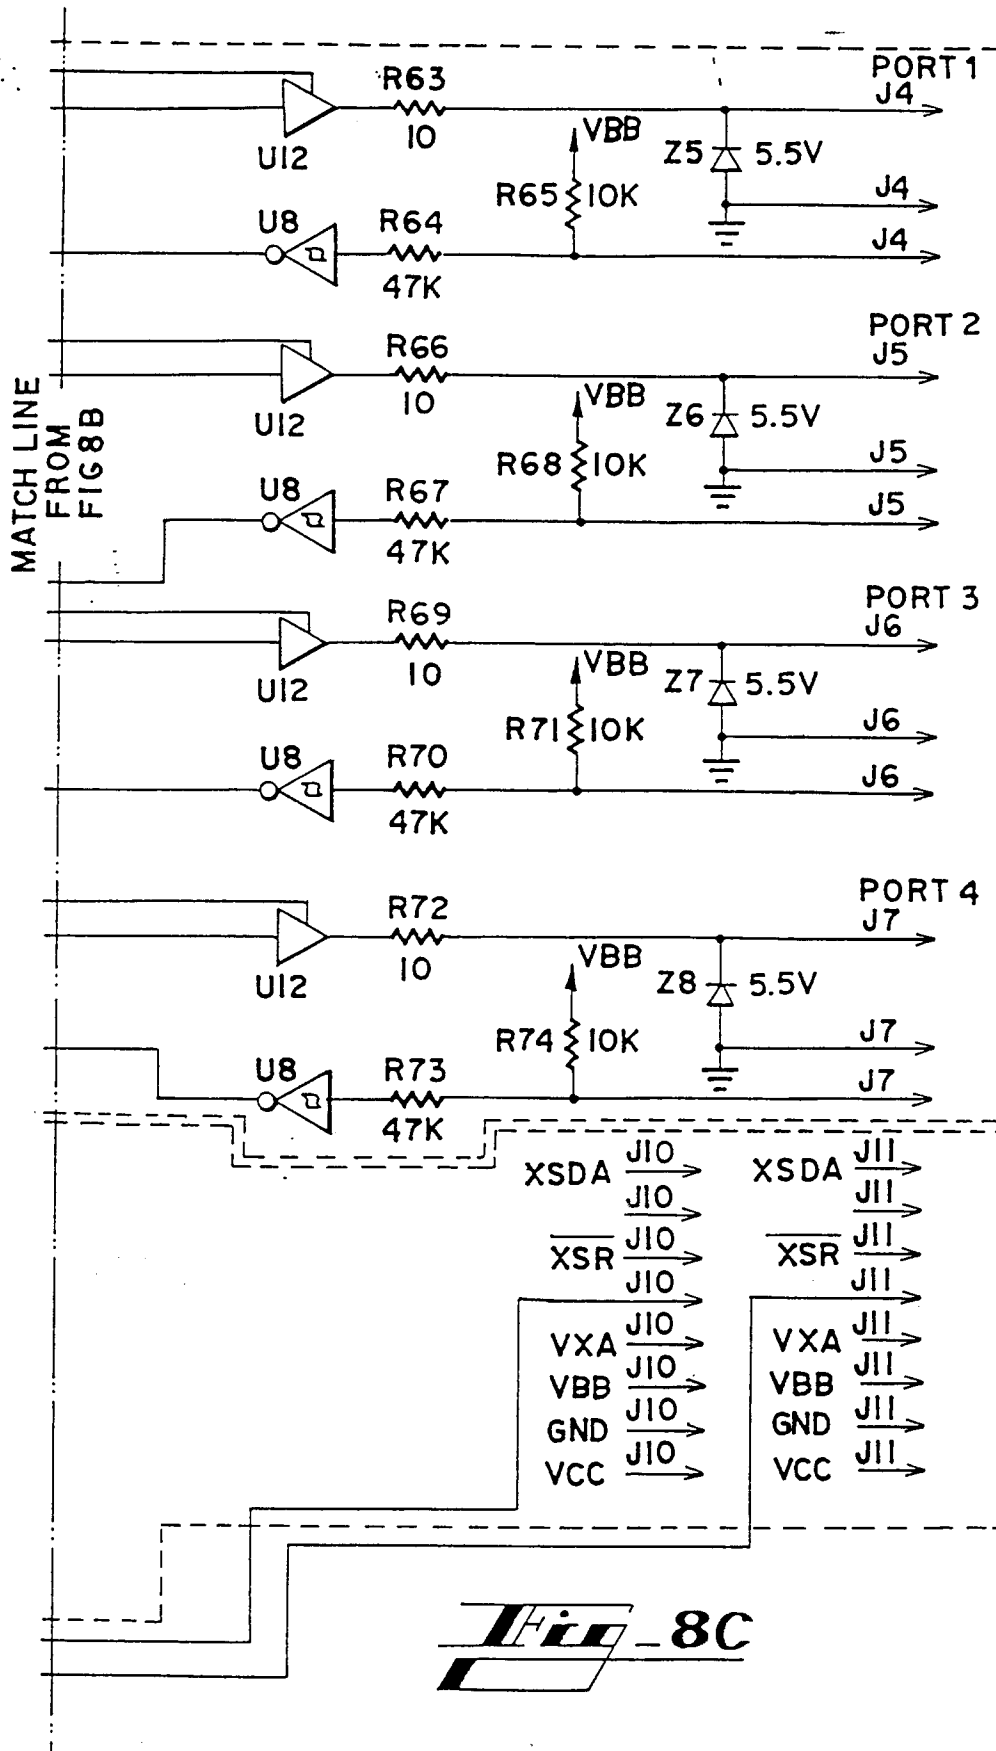 PORT 1
R63
J4
10
VBB
U12
Z5 5.5V
R65 10K
J4
U8
R64
J4
47K
PORT 2
R66
J5
10
VBB
U12
Z6 5.5V
MATCH LINE
FROM
FIG 8B
R68 10K
J5
U8
R67
J5
47K
PORT 3
R69
J6
10
VBB
U12
Z7 5.5V
R71 10K
J6
U8
R70
J6
47K
PORT 4
R72
J7
10
VBB
U12
Z8 5.5V
R74 10K
J7
U8
R73
J7
47K
XSDA J10 XSDA J11
J10 J11
XSR J10 XSR J11
J10 J11
VXA J10 VXA J11
VBB J10 VBB J11
GND J10 GND J11
VCC J10 VCC J11
Fig_8C